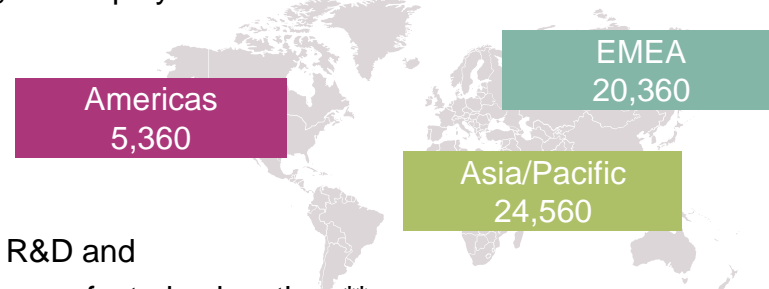 EMEA
20,360
Americas
5,360
Asia/Pacific
24,560
R&D and